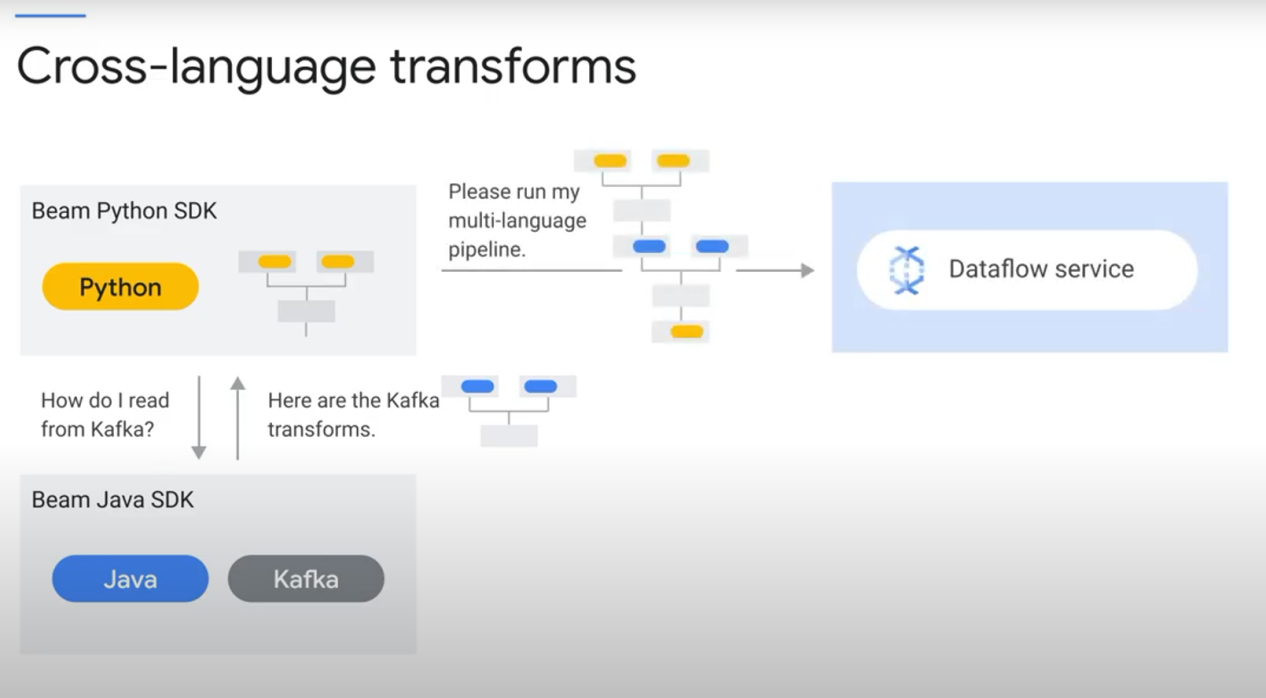 Cross-language transforms
Beam Python SDK
Python
Please run my
multi-language
pipeline.
Dataflow service
How do I read
from Kafka?
Here are the Kafka
transforms.
Beam Java SDK
Java
Kafka